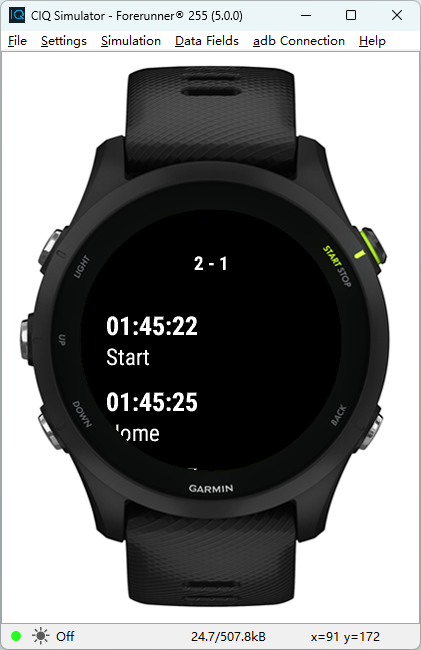 CIQ Simulator - Forerunner® 255 (5.0.0)
File Settings Simulation Data Fields adb Connection Help
START STOP
LIGHT
2 - 1
01:45:22
Start
UP
01:45:25
DOWN
BACK
GARMIN
Off 24.7/507.8kB x=91 y=172